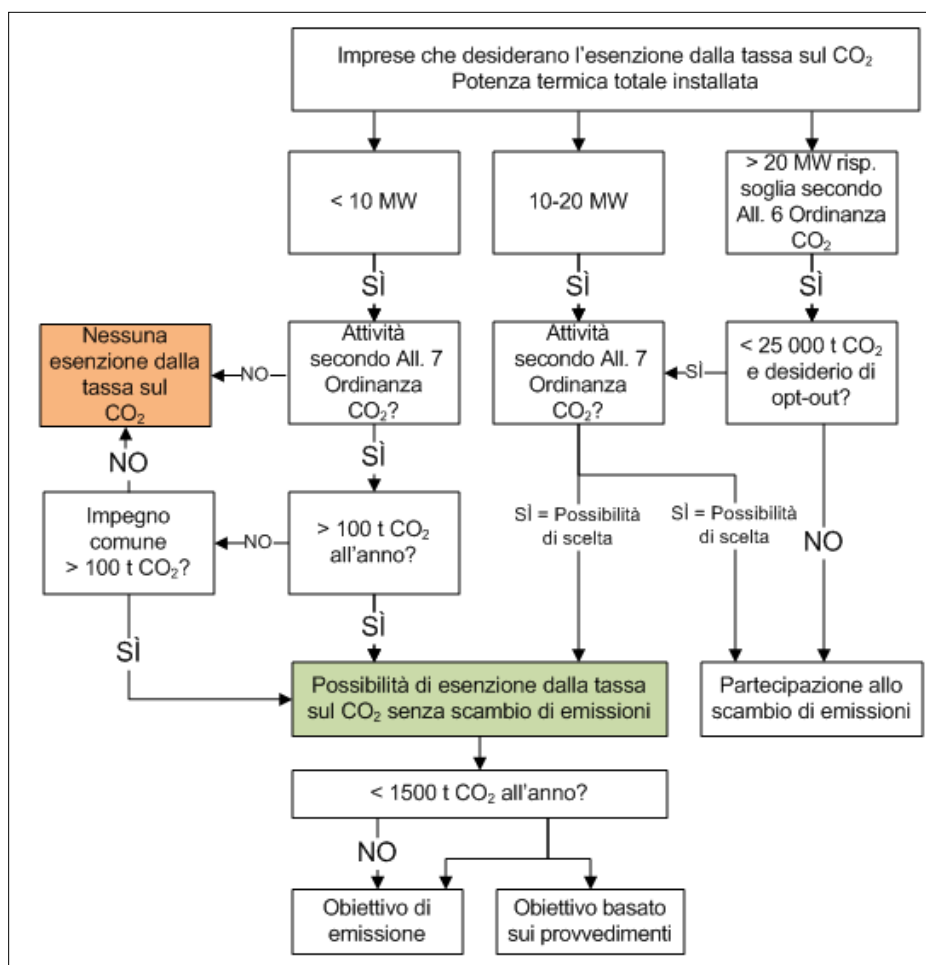 Imprese che desiderano l'esenzione dalla tassa sul CO₂
Potenza termica totale installata
< 10 MW
10-20 MW
> 20 MW risp.
soglia secondo
All. 6 Ordinanza
CO₂
SÌ
SÌ
SÌ
Nessuna
esenzione dalla
tassa sul
CO₂
NO
Attività
secondo All. 7
Ordinanza
CO₂?
Attività
secondo All. 7
Ordinanza
CO₂?
SÌ
< 25 000 t CO₂
e desiderio di
opt-out?
NO
SÌ
Impegno
comune
> 100 t CO₂?
NO
> 100 t CO₂
all'anno?
SÌ = Possibilità
di scelta
SÌ = Possibilità
di scelta
NO
SÌ
SÌ
Possibilità di esenzione dalla tassa
sul CO₂ senza scambio di emissioni
Partecipazione allo
scambio di emissioni
< 1500 t CO₂ all'anno?
NO
Obiettivo di
emissione
Obiettivo basato
sui provvedimenti